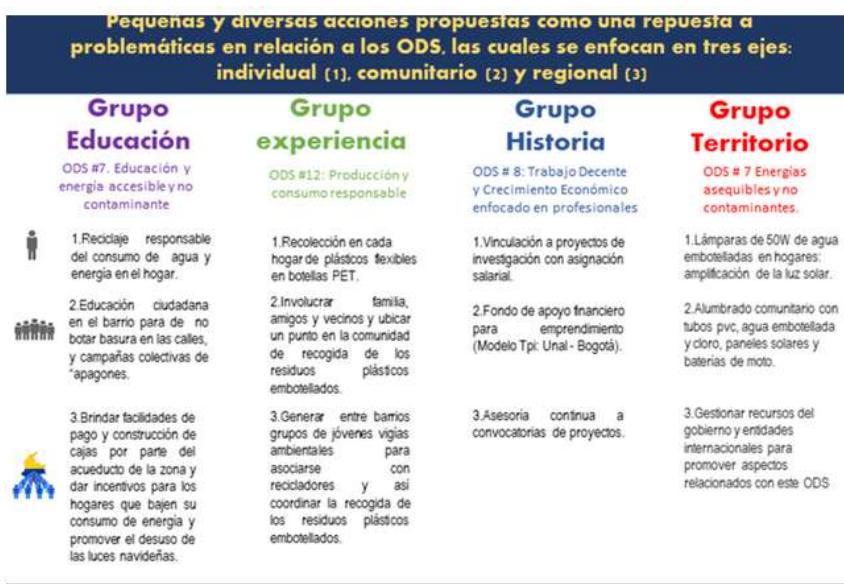 Pequeñas y diversas acciones propuestas como una repuesta a
problemáticas en relación a los ODS, las cuales se enfocan en tres ejes:
individual (1), comunitario (2) y regional (3)
Grupo
Educación
ODS #7. Educación y
energía accesible y no
contaminante
1.Reciclaje responsable
del consumo de agua y
energía en el hogar.
2.Educación ciudadana
en el barrio para de no
botar basura en las calles,
y campañas colectivas de
"apagones.
3.Brindar facilidades de
pago y construcción de
cajas por parte del
acueducto de la zona y
dar incentivos para los
hogares que bajen su
consumo de energía y
promover el desuso de
las luces navideñas.
Grupo
experiencia
ODS #12: Producción y
consumo responsable
1.Recolección en cada
hogar de plásticos flexibles
en botellas PET.
2.Involucrar familia,
amigos y vecinos y ubicar
un punto en la comunidad
de recogida de los
residuos plásticos
embotellados.
3.Generar entre barrios
grupos de jóvenes vigías
ambientales para
asociarse con
recicladores y así
coordinar la recogida de
los residuos plásticos
embotellados.
Grupo
Historia
ODS # 8: Trabajo Decente
y Crecimiento Económico
enfocado en profesionales
1.Vinculación a proyectos de
investigación con asignación
salarial.
2.Fondo de apoyo financiero
para emprendimiento
(Modelo Tpi: Unal - Bogotá).
3.Asesoría continua a
convocatorias de proyectos.
Grupo
Territorio
ODS # 7 Energías
asequibles y no
contaminantes.
1.Lámparas de 50W de agua
embotelladas en hogares:
amplificación de la luz solar.
2.Alumbrado comunitario con
tubos pvc, agua embotellada
y cloro, paneles solares y
baterías de moto.
3.Gestionar recursos del
gobierno y entidades
internacionales para
promover aspectos
relacionados con este ODS